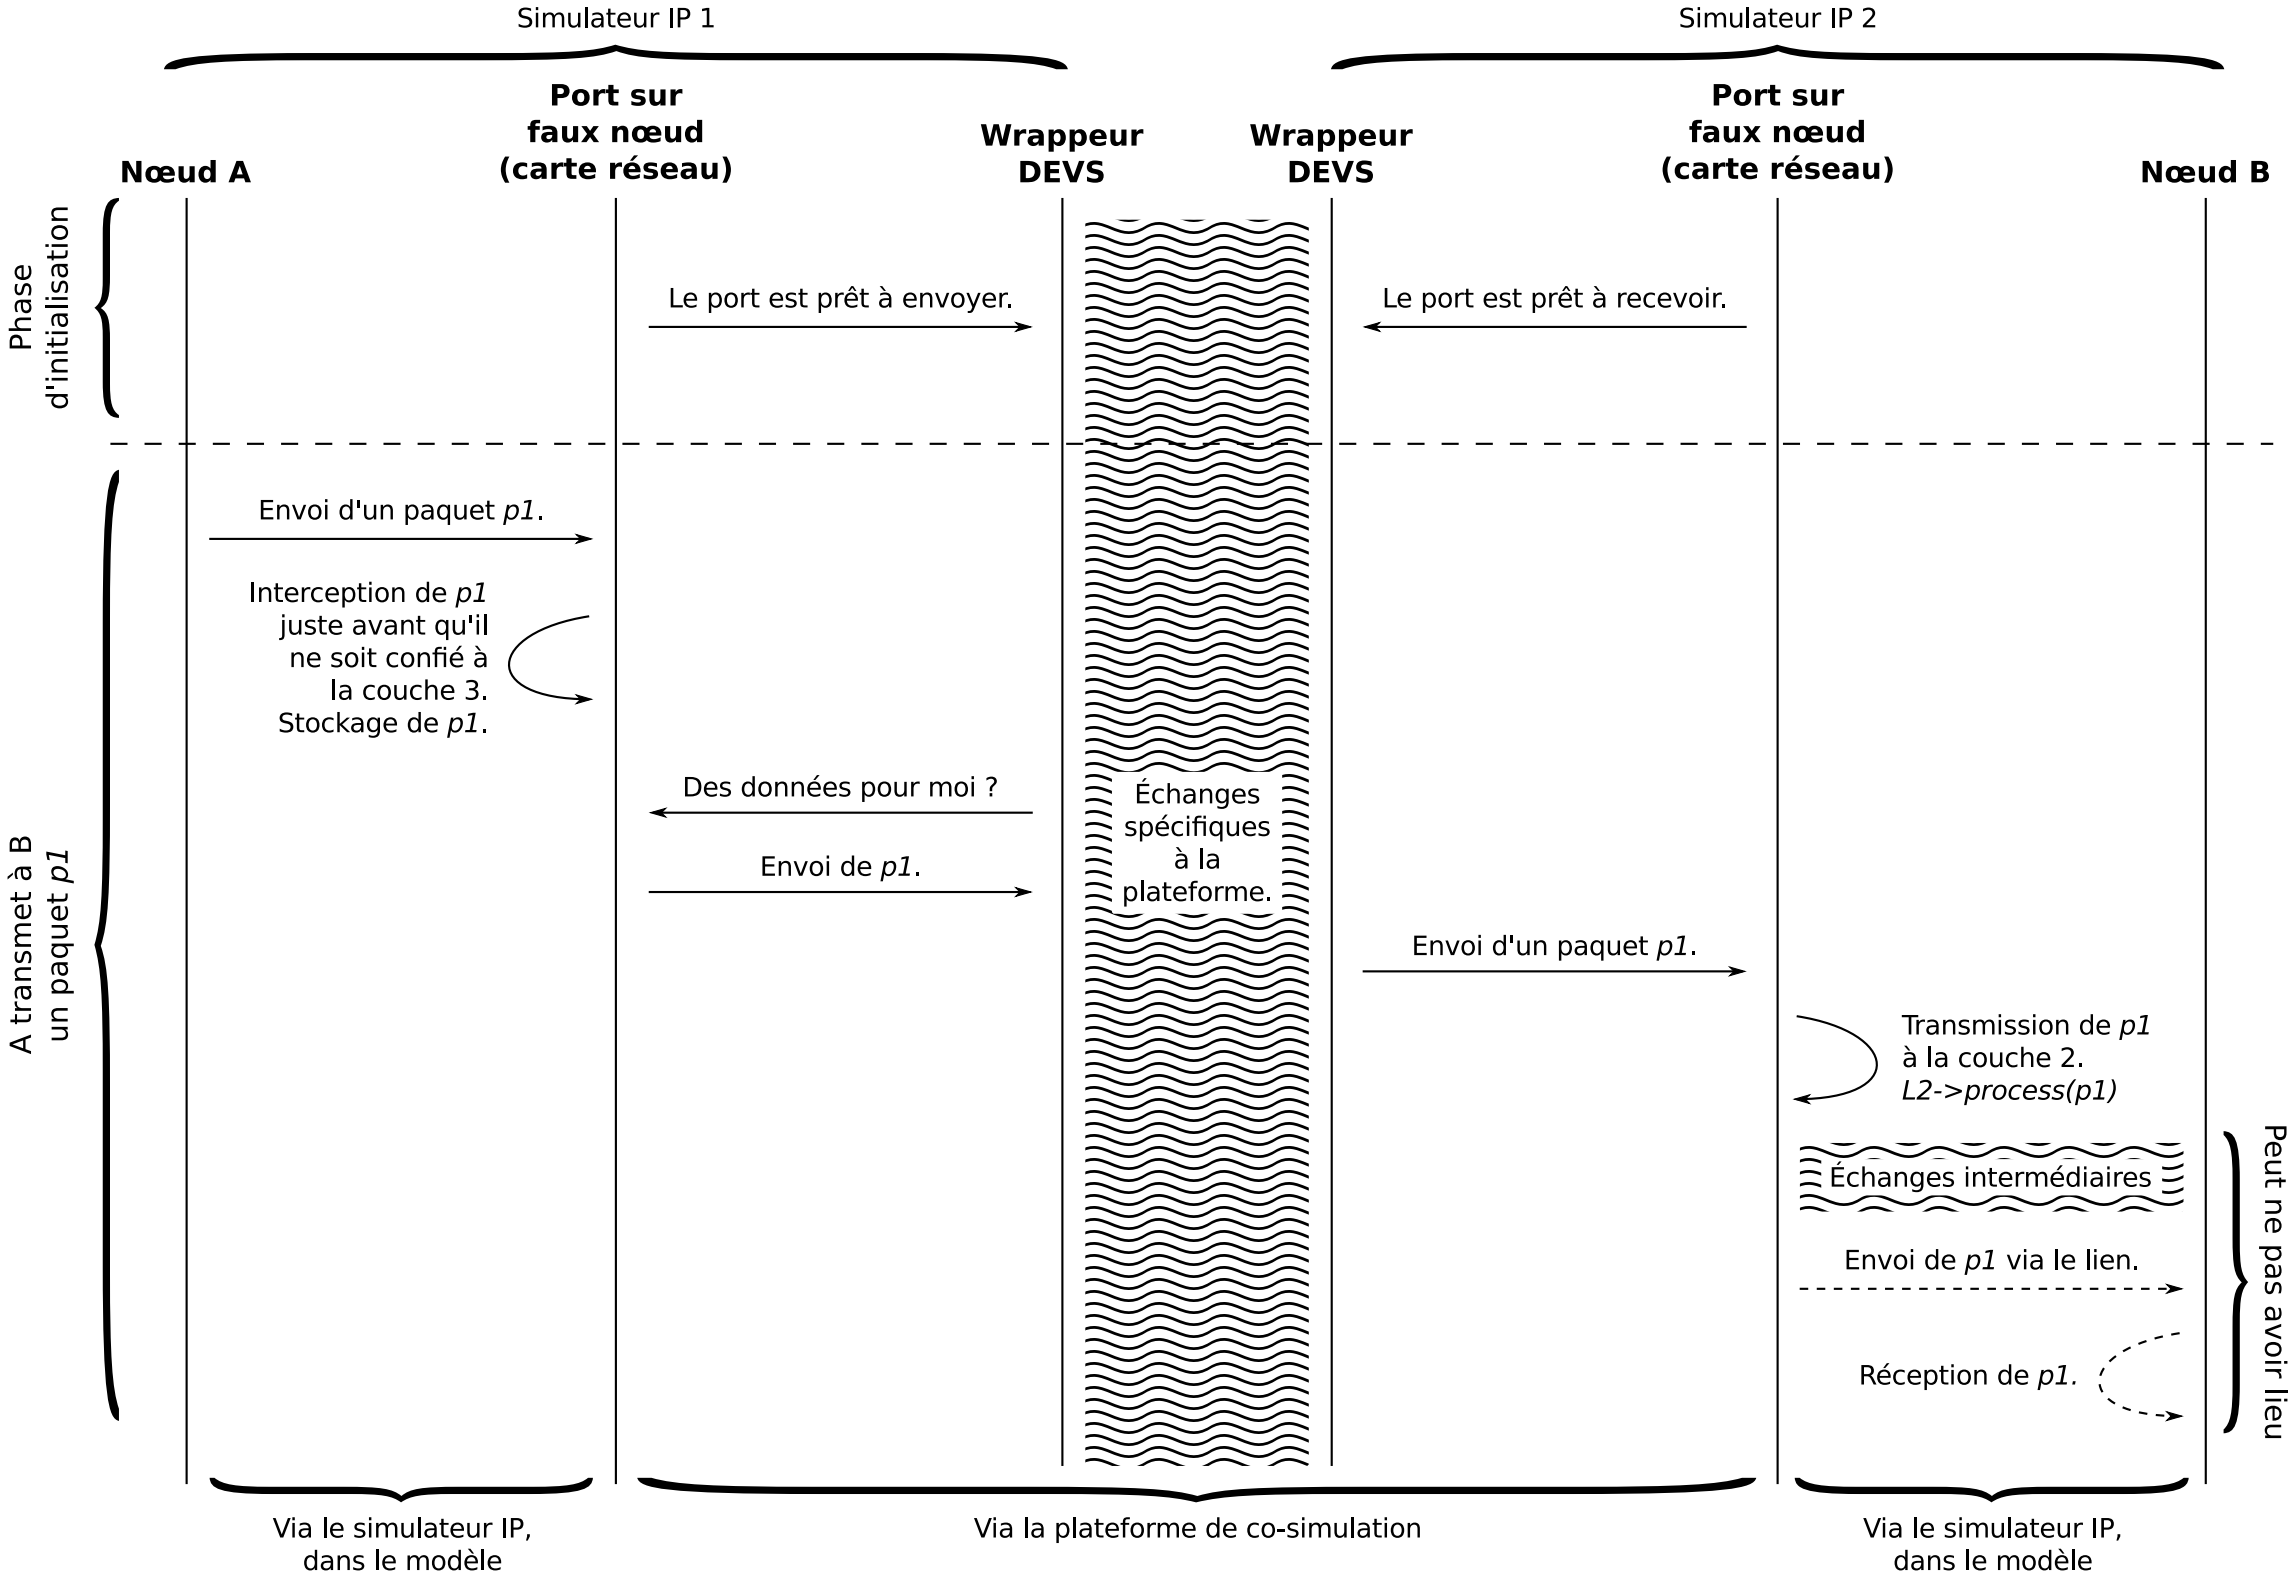 Simulateur IP 1
Simulateur IP 2
Nœud A
Port sur
faux nœud
(carte réseau)
Wrappeur
DEVS
Wrappeur
DEVS
Port sur
faux nœud
(carte réseau)
Nœud B
Phase
d'initialisation
Le port est prêt à envoyer.
Le port est prêt à recevoir.
A transmet à B
un paquet p1
Envoi d'un paquet p1.
Interception de p1
juste avant qu'il
ne soit confié à
la couche 3.
Stockage de p1.
Des données pour moi ?
Envoi de p1.
Échanges
spécifiques
à la
plateforme.
Envoi d'un paquet p1.
Transmission de p1
à la couche 2.
L2->process(p1)
Échanges intermédiaires
Envoi de p1 via le lien.
Réception de p1.
Peut ne pas avoir lieu
Via le simulateur IP,
dans le modèle
Via la plateforme de co-simulation
Via le simulateur IP,
dans le modèle